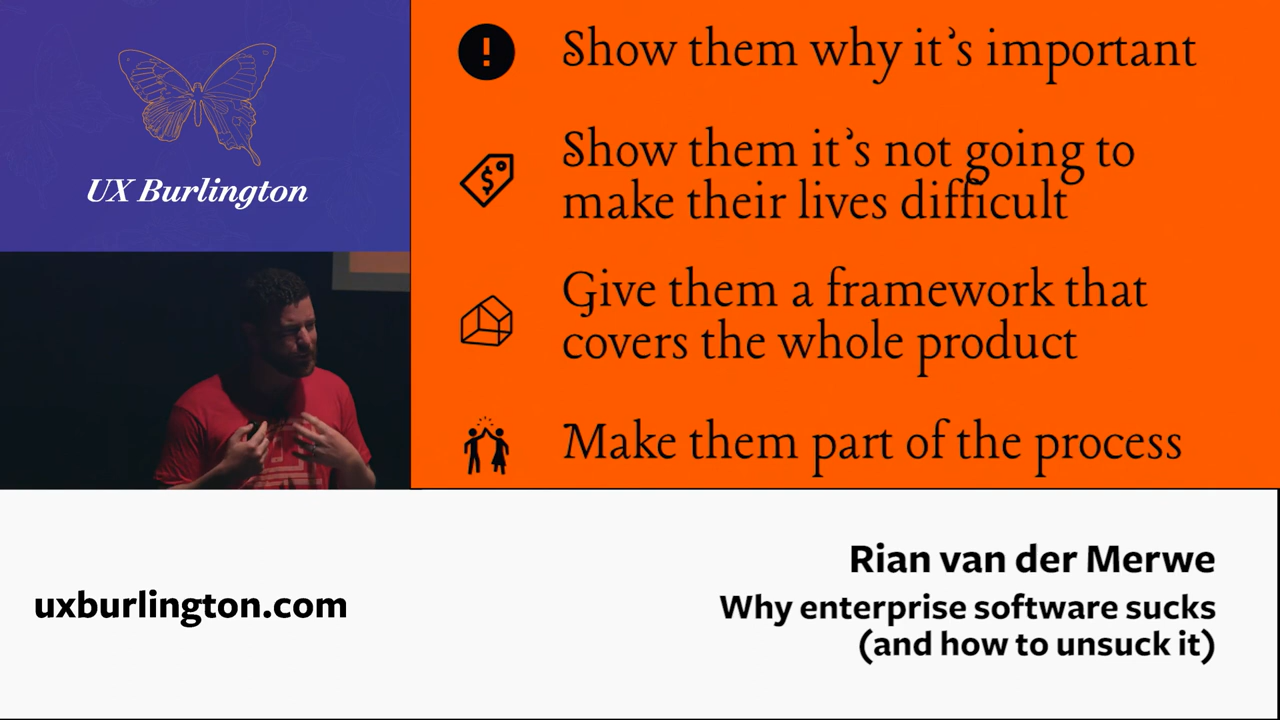 UX Burlington
Show them why it's important
Show them it's not going to
make their lives difficult
Give them a framework that
covers the whole product
Make them part of the process
uxburlington.com
Rian van der Merwe
Why enterprise software sucks
(and how to unsuck it)